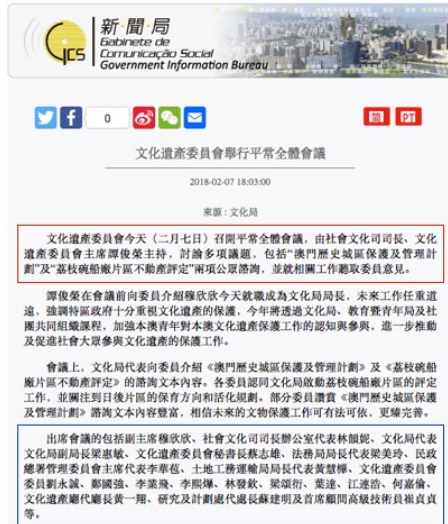 新·聞·局
Gabinete de
Comunicação Social
Government Information Bureau
GCS
0
簡 PT
文化遺產委員會舉行平常全體會議
2018-02-07 18:03:00
來源 : 文化局
文化遺產委員會今天（二月七日）召開平常全體會議，由社會文化司司長、文化
遺產委員會主席譚俊榮主持，討論多項議題，包括“澳門歷史城區保護及管理計
劃”及“荔枝碗船廠片區不動產評定”兩項公眾諮詢，並就相關工作聽取委員意見。
譚俊榮在會議前向委員介紹穆欣欣今天就職成為文化局局長，未來工作任重道
遠，強調特區政府十分重視文化遺產的保護，今年將透過文化局、教育暨青年局及社
團共同組織課程，加強本澳青年對本澳文化遺產保護工作的認知與參與，進一步推動
及促進社會大眾參與文化遺產的保護工作。
會議上，文化局代表向委員介紹《澳門歷史城區保護及管理計劃》及《荔枝碗船
廠片區不動產評定》的諮詢文本內容。各委員認同文化局啟動荔枝碗船廠片區的評定
工作，並關注到日後片區的保育方向和活化規劃。部分委員讚賞《澳門歷史城區保護
及管理計劃》諮詢文本內容豐富，相信未來的文物保護工作可有法可依，更臻完善。
出席會議的包括副主席穆欣欣、社會文化司司長辦公室代表林韻妮、文化局代表
文化局副局長梁惠敏、文化遺產委員會秘書長蔡志雄、法務局局長代表梁美玲、民政
總署管理委員會主席代表李華苞、土地工務運輸局局長代表黃慧樺、文化遺產委員會
委員劉永誠、鄭國強、李業飛、李熙爗、林發欽、梁頌衍、葉達、江連浩、何嘉倫、
文化遺產廳代廳長黃一翔、研究及計劃處代處長蘇建明及首席顧問高級技術員崔貞貞
等。